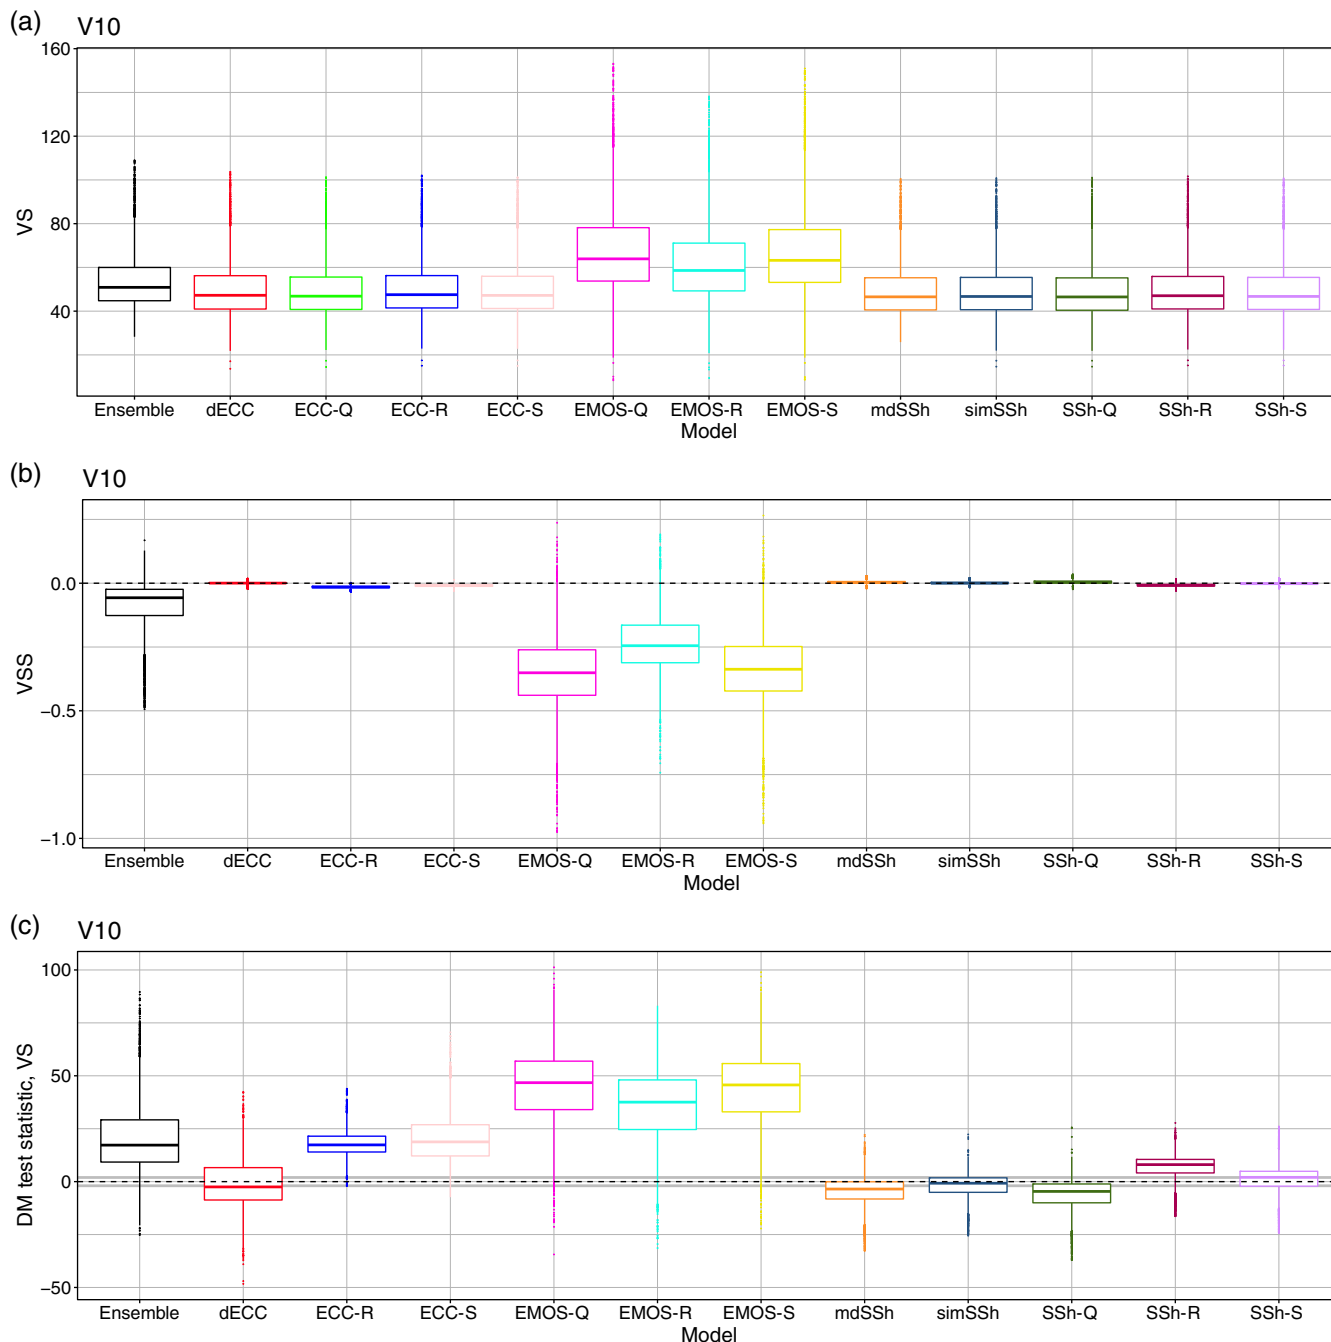 (a) V10
160
120
80
40
VS
Ensemble dECC ECC-Q ECC-R ECC-S EMOS-Q EMOS-R EMOS-S mdSSh simSSh SSh-Q SSh-R SSh-S
Model
(b) V10
0.0
−0.5
−1.0
VSS
Ensemble dECC ECC-R ECC-S EMOS-Q EMOS-R EMOS-S mdSSh simSSh SSh-Q SSh-R SSh-S
Model
(c) V10
100
50
0
−50
DM test statistic, VS
Ensemble dECC ECC-R ECC-S EMOS-Q EMOS-R EMOS-S mdSSh simSSh SSh-Q SSh-R SSh-S
Model